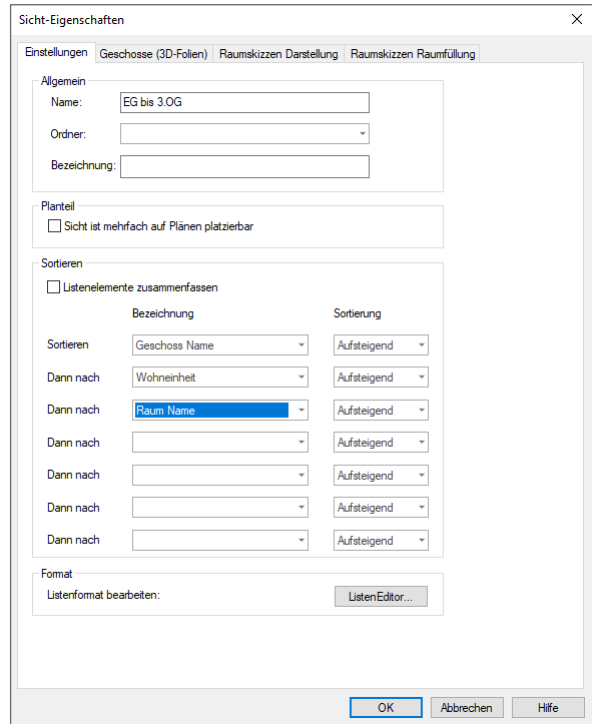 Sicht-Eigenschaften
Einstellungen Geschosse (3D-Folien) Raumskizzen Darstellung Raumskizzen Raumfüllung
Allgemein
Name: EG bis 3.OG
Ordner:
Bezeichnung:
Planteil
Sicht ist mehrfach auf Plänen platzierbar
Sortieren
Listenelemente zusammenfassen
Bezeichnung Sortierung
Sortieren Geschoss Name Aufsteigend
Dann nach Wohneinheit Aufsteigend
Dann nach Raum Name Aufsteigend
Dann nach Aufsteigend
Dann nach Aufsteigend
Dann nach Aufsteigend
Dann nach Aufsteigend
Format
Listenformat bearbeiten: ListenEditor...
OK Abbrechen Hilfe